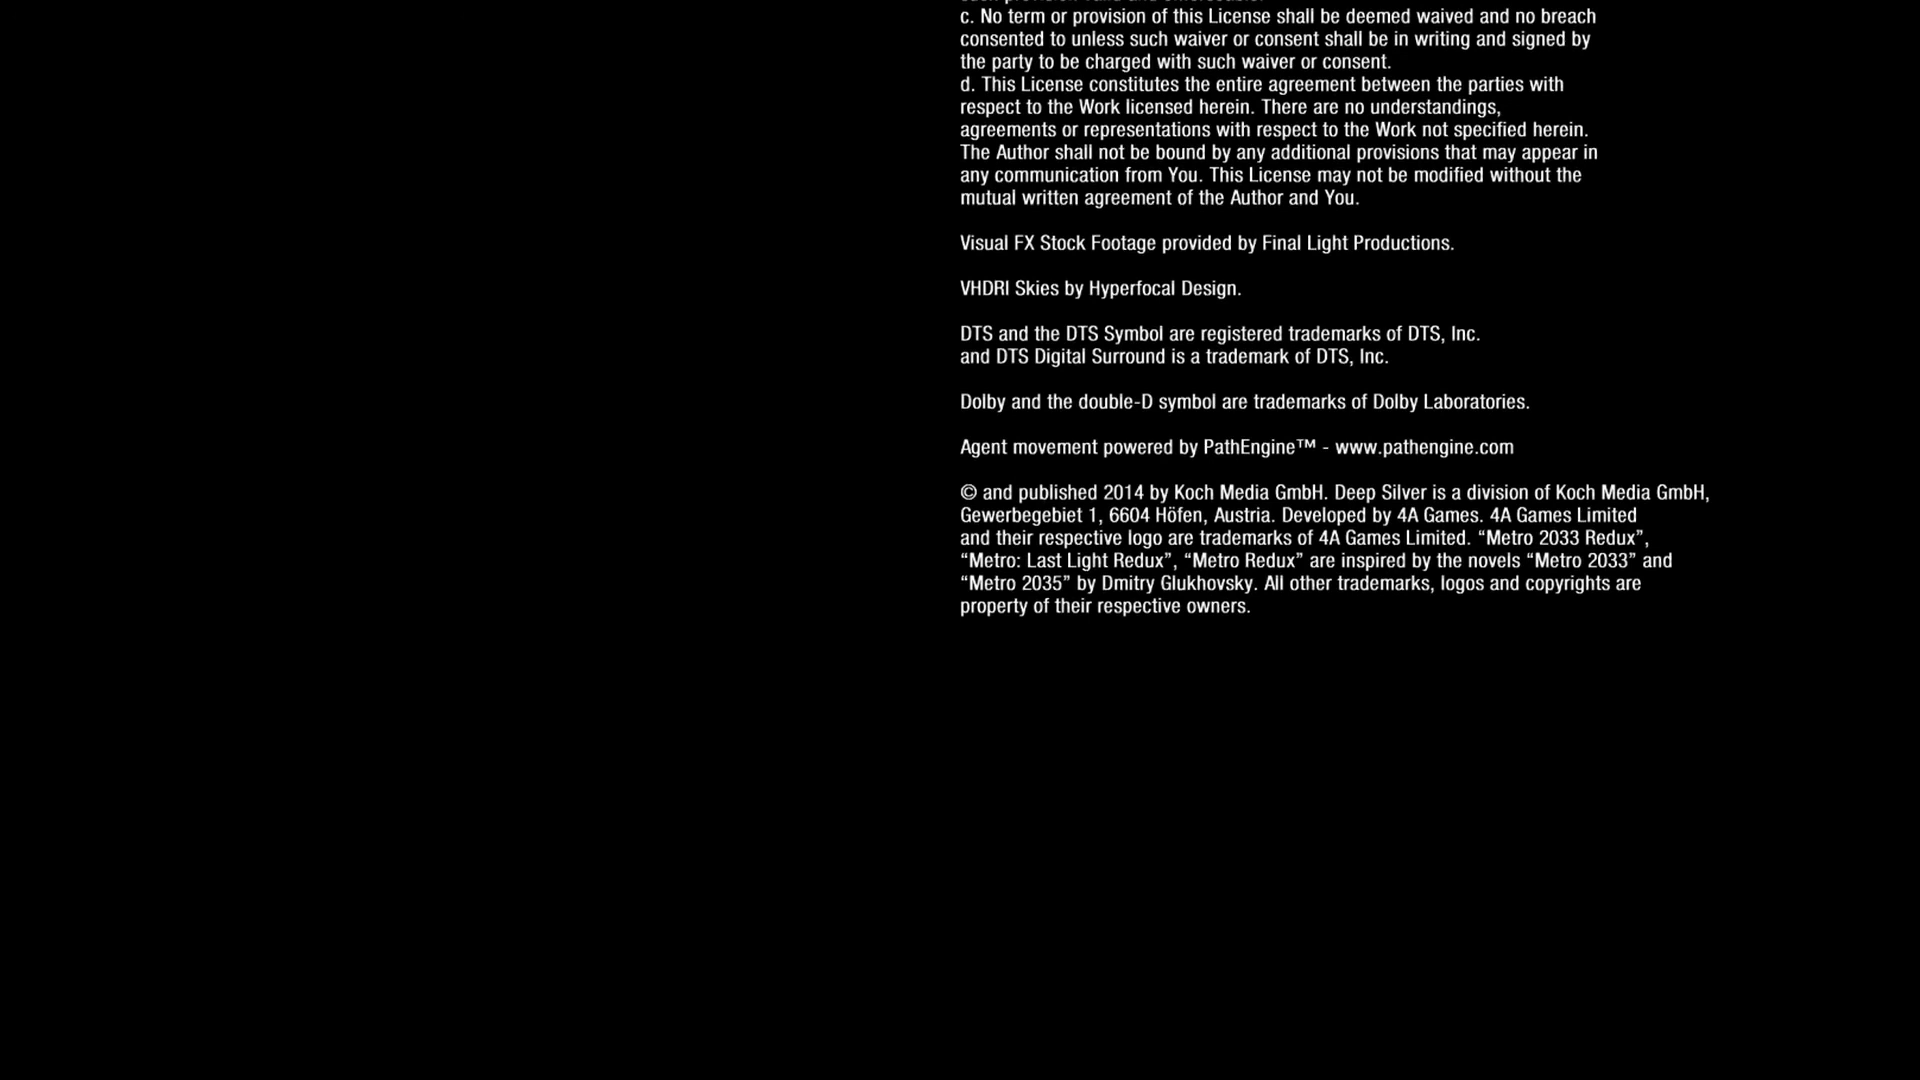 c. No term or provision of this License shall be deemed waived and no breach
consented to unless such waiver or consent shall be in writing and signed by
the party to be charged with such waiver or consent.
d. This License constitutes the entire agreement between the parties with
respect to the Work licensed herein. There are no understandings,
agreements or representations with respect to the Work not specified herein.
The Author shall not be bound by any additional provisions that may appear in
any communication from You. This License may not be modified without the
mutual written agreement of the Author and You.
Visual FX Stock Footage provided by Final Light Productions.
VHDRI Skies by Hyperfocal Design.
DTS and the DTS Symbol are registered trademarks of DTS, Inc.
and DTS Digital Surround is a trademark of DTS, Inc.
Dolby and the double-D symbol are trademarks of Dolby Laboratories.
Agent movement powered by PathEngine™ - www.pathengine.com
© and published 2014 by Koch Media GmbH. Deep Silver is a division of Koch Media GmbH,
Gewerbegebiet 1, 6604 Höfen, Austria. Developed by 4A Games. 4A Games Limited
and their respective logo are trademarks of 4A Games Limited. “Metro 2033 Redux”,
“Metro: Last Light Redux”, “Metro Redux” are inspired by the novels “Metro 2033” and
“Metro 2035” by Dmitry Glukhovsky. All other trademarks, logos and copyrights are
property of their respective owners.